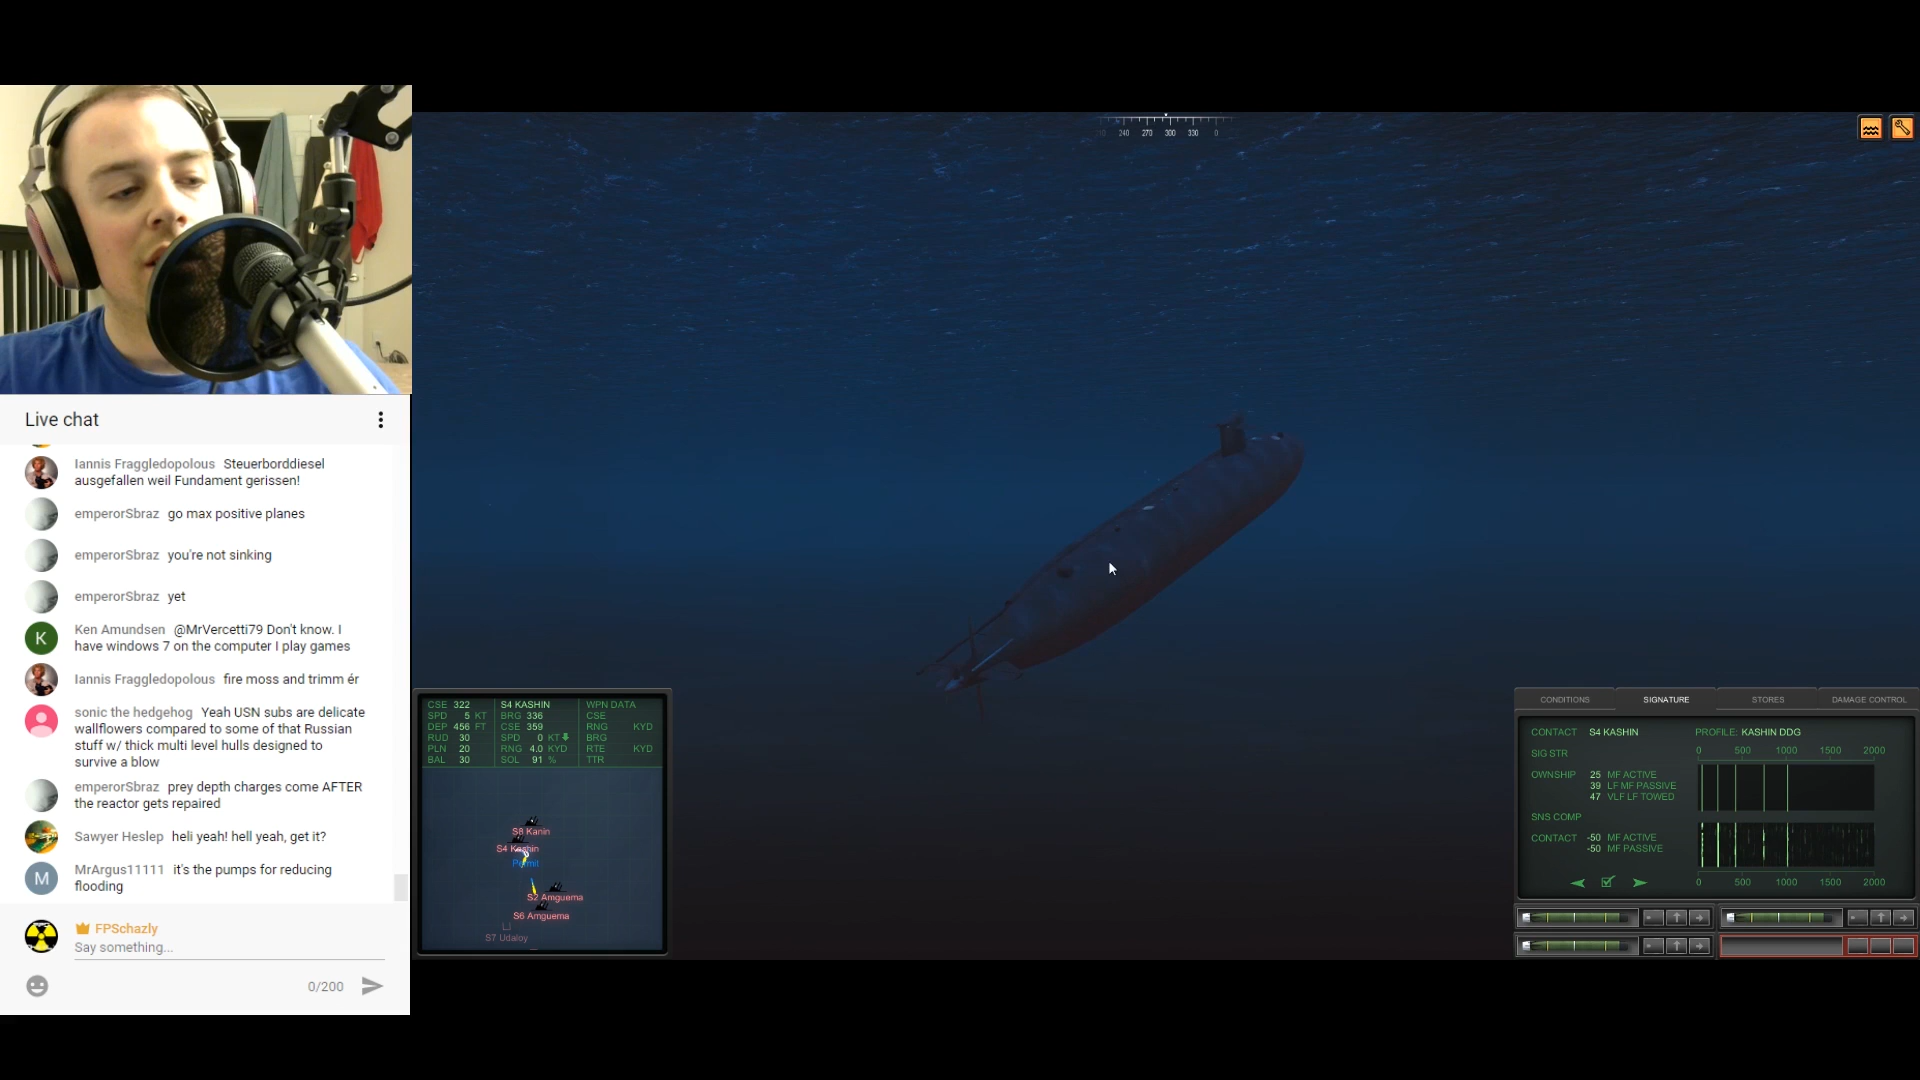 240 270 300 330 0
Live chat
Iannis Fraggledopolous Steuerborddiesel
ausgefallen weil Fundament gerissen!
emperorSbraz go max positive planes
emperorSbraz you're not sinking
emperorSbraz yet
K
Ken Amundsen @MrVercetti79 Don't know. I
have windows 7 on the computer I play games
Iannis Fraggledopolous fire moss and trimm ér
sonic the hedgehog Yeah USN subs are delicate
wallflowers compared to some of that Russian
stuff w/ thick multi level hulls designed to
survive a blow
emperorSbraz prey depth charges come AFTER
the reactor gets repaired
Sawyer Heslep heli yeah! hell yeah, get it?
M
MrArgus11111 it's the pumps for reducing
flooding
FPSchazly
Say something...
0/200
CSE 322 S4 KASHIN WPN DATA
SPD 5 KT BRG 336 CSE
DEP 456 FT CSE 359 RNG KYD
RUD 30 SPD 0 KT BRG
PLN 20 RNG 4.0 KYD RTE KYD
BAL 30 SOL 91 % TTR
S8 Kanin
S4 Kashin
Permit
S2 Amguema
S6 Amguema
S7 Udaloy
CONDITIONS SIGNATURE STORES DAMAGE CONTROL
CONTACT S4 KASHIN PROFILE: KASHIN DDG
SIG STR 0 500 1000 1500 2000
OWNSHIP 25 MF ACTIVE
39 LF MF PASSIVE
47 VLF LF TOWED
SNS COMP
CONTACT -50 MF ACTIVE
-50 MF PASSIVE
0 500 1000 1500 2000